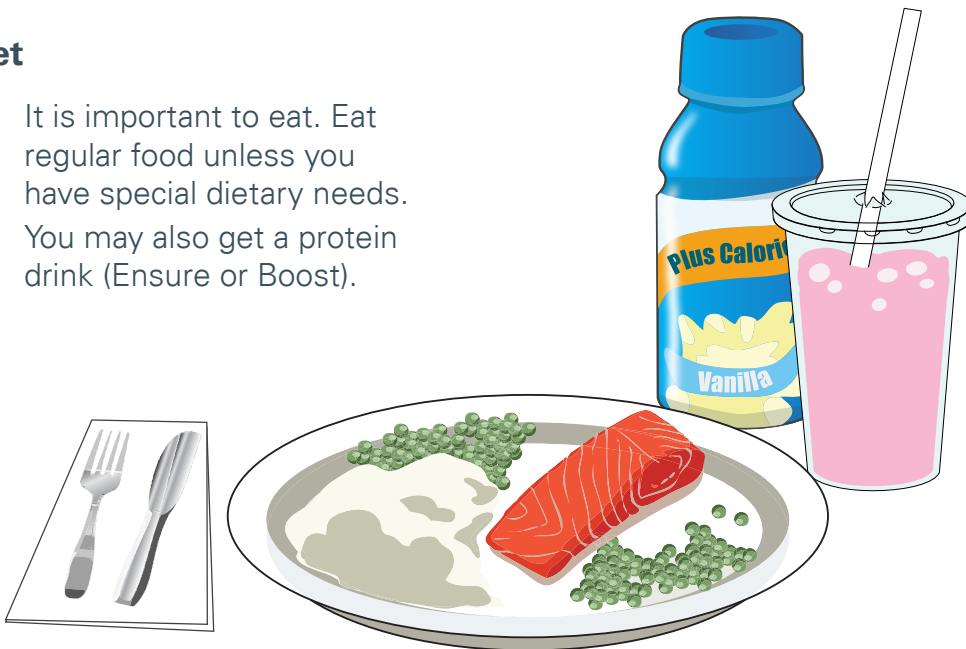 et
It is important to eat. Eat
regular food unless you
have special dietary needs.
You may also get a protein
drink (Ensure or Boost).
Plus Calori
Vanilla